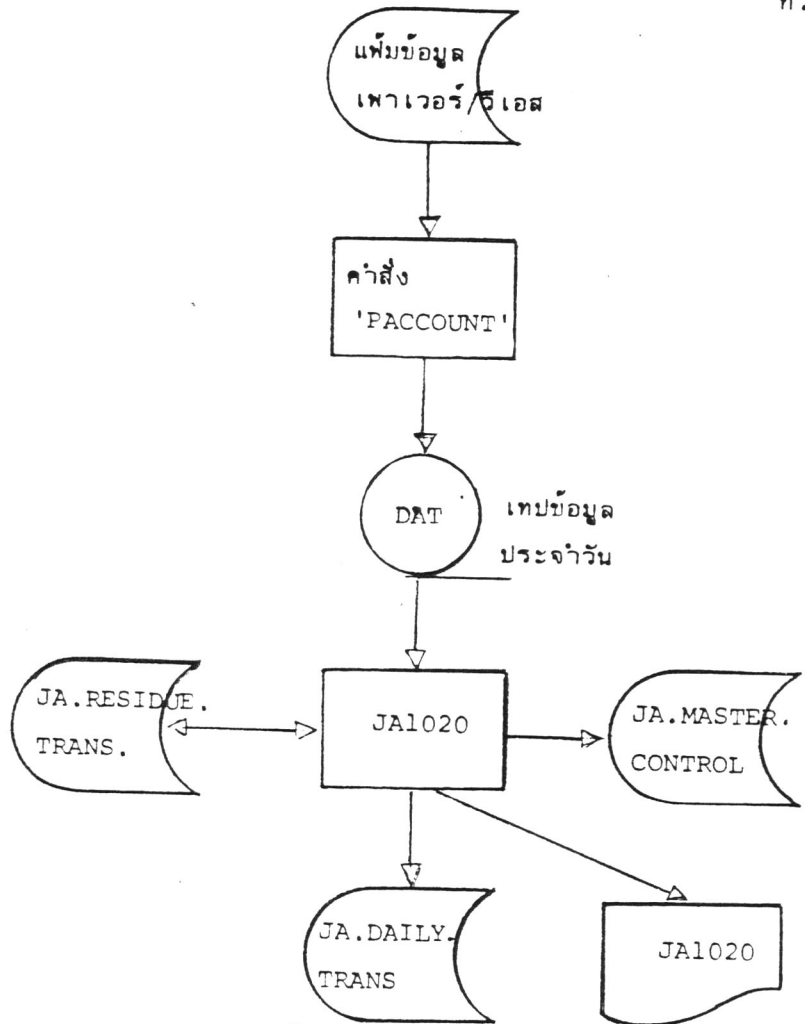 ก.
แฟ้มข้อมูล
เพาเวอร์/วีเอส
คำสั่ง
'PACCOUNT'
DAT
เทปข้อมูล
ประจำวัน
JA.RESIDUE.
TRANS.
JA1020
JA.MASTER.
CONTROL
JA.DAILY.
TRANS
JA1020